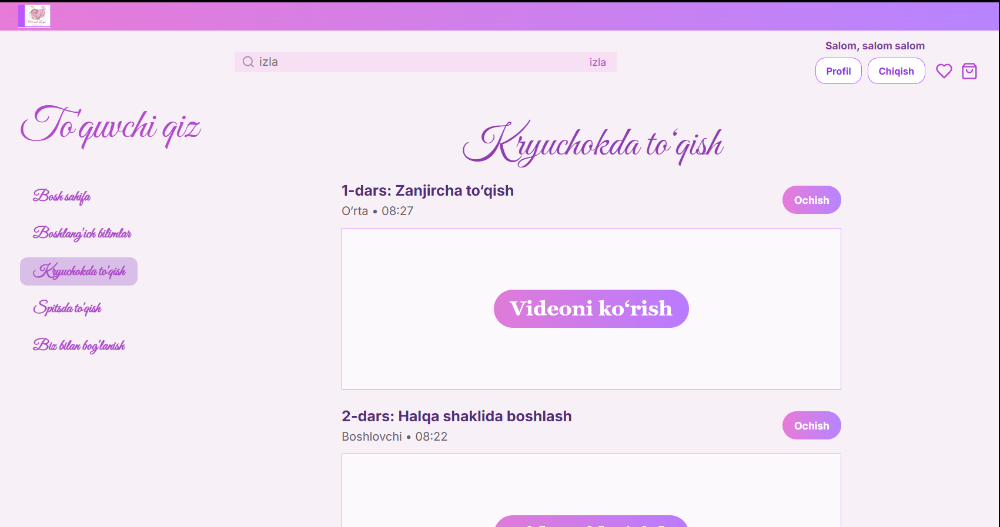 Salom, salom salom
izla izla
Profil Chiqish
To'quvchi qiz
Kryuchokda to‘qish
Bosh sahifa
Boshlang'ich bilimlar
Kryuchokda to'qish
Spitsda to'qish
Biz bilan bog'lanish
1-dars: Zanjircha to‘qish
O‘rta • 08:27
Ochish
Videoni ko‘rish
2-dars: Halqa shaklida boshlash
Boshlovchi • 08:22
Ochish